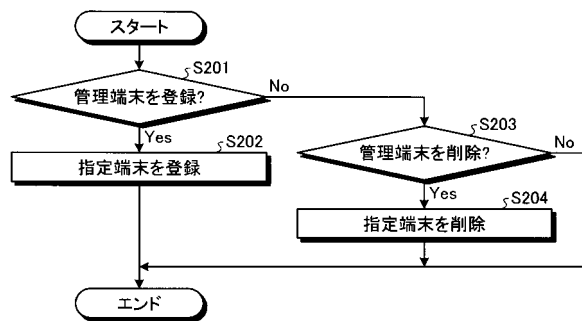 スタート
S201
管理端末を登録?
No
Yes
S202
指定端末を登録
S203
管理端末を削除?
No
Yes
S204
指定端末を削除
エンド